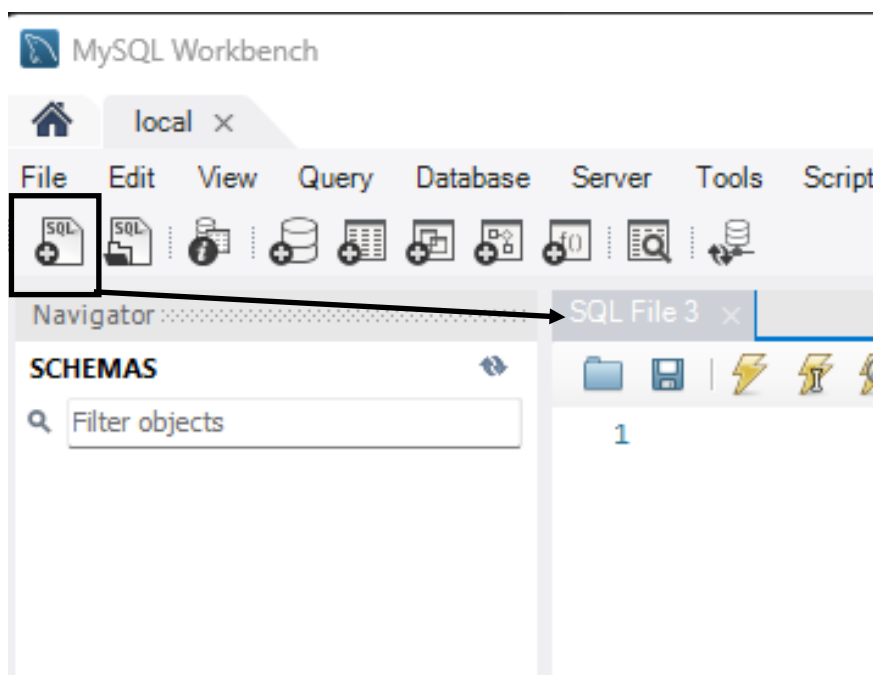 MySQL Workbench
local
File Edit View Query Database Server Tools Script
SQL SQL f()
Navigator
SQL File 3
SCHEMAS
Filter objects
1